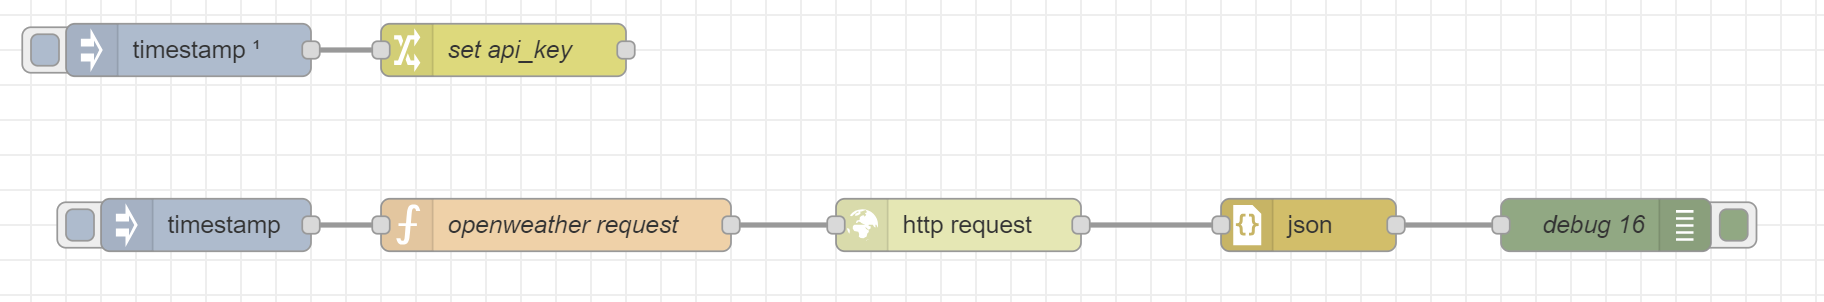 timestamp ¹
set api_key
timestamp
openweather request
http request
json
debug 16